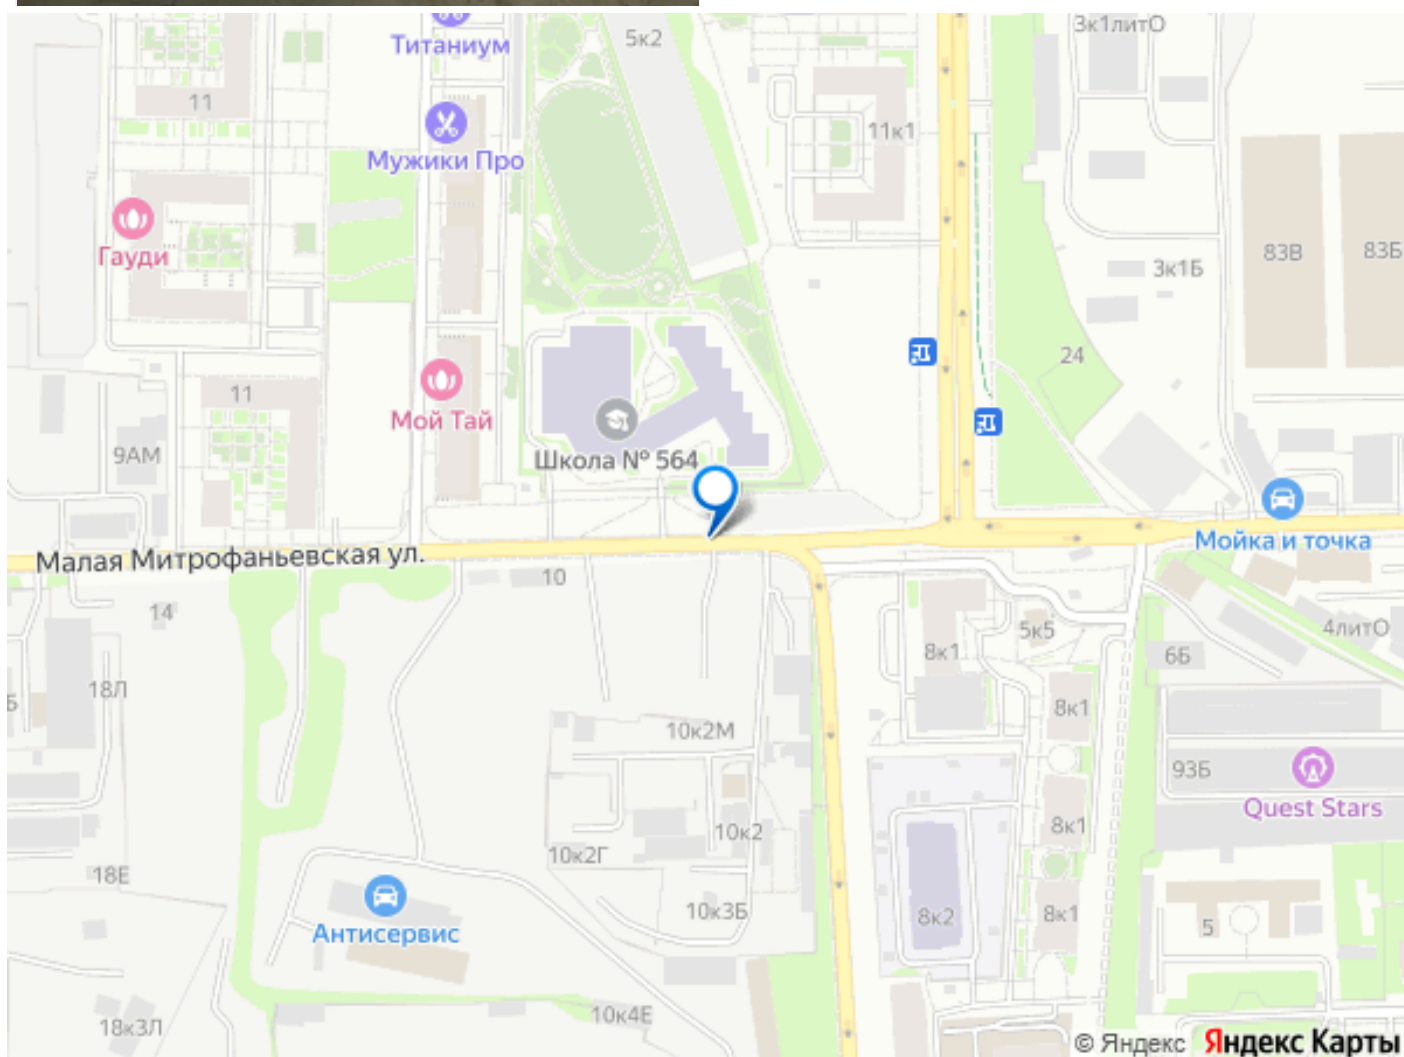 3к1литО
Титаниум
5к2
11
11к1
Мужики Про
Гауди
83В
83Б
3к1Б
24
11
Мой Тай
9АМ
Школа № 564
Мойка и точка
Малая Митрофаньевская ул.
10
14
5к5
4литО
8к1
6Б
18Л
Б
8к1
10к2М
93Б
Quest Stars
8к1
10к2
10к2Г
18Е
10к3Б
8к2
8к1
5
Антисервис
10к4Е
18к3Л
© Яндекс Яндекс Карты